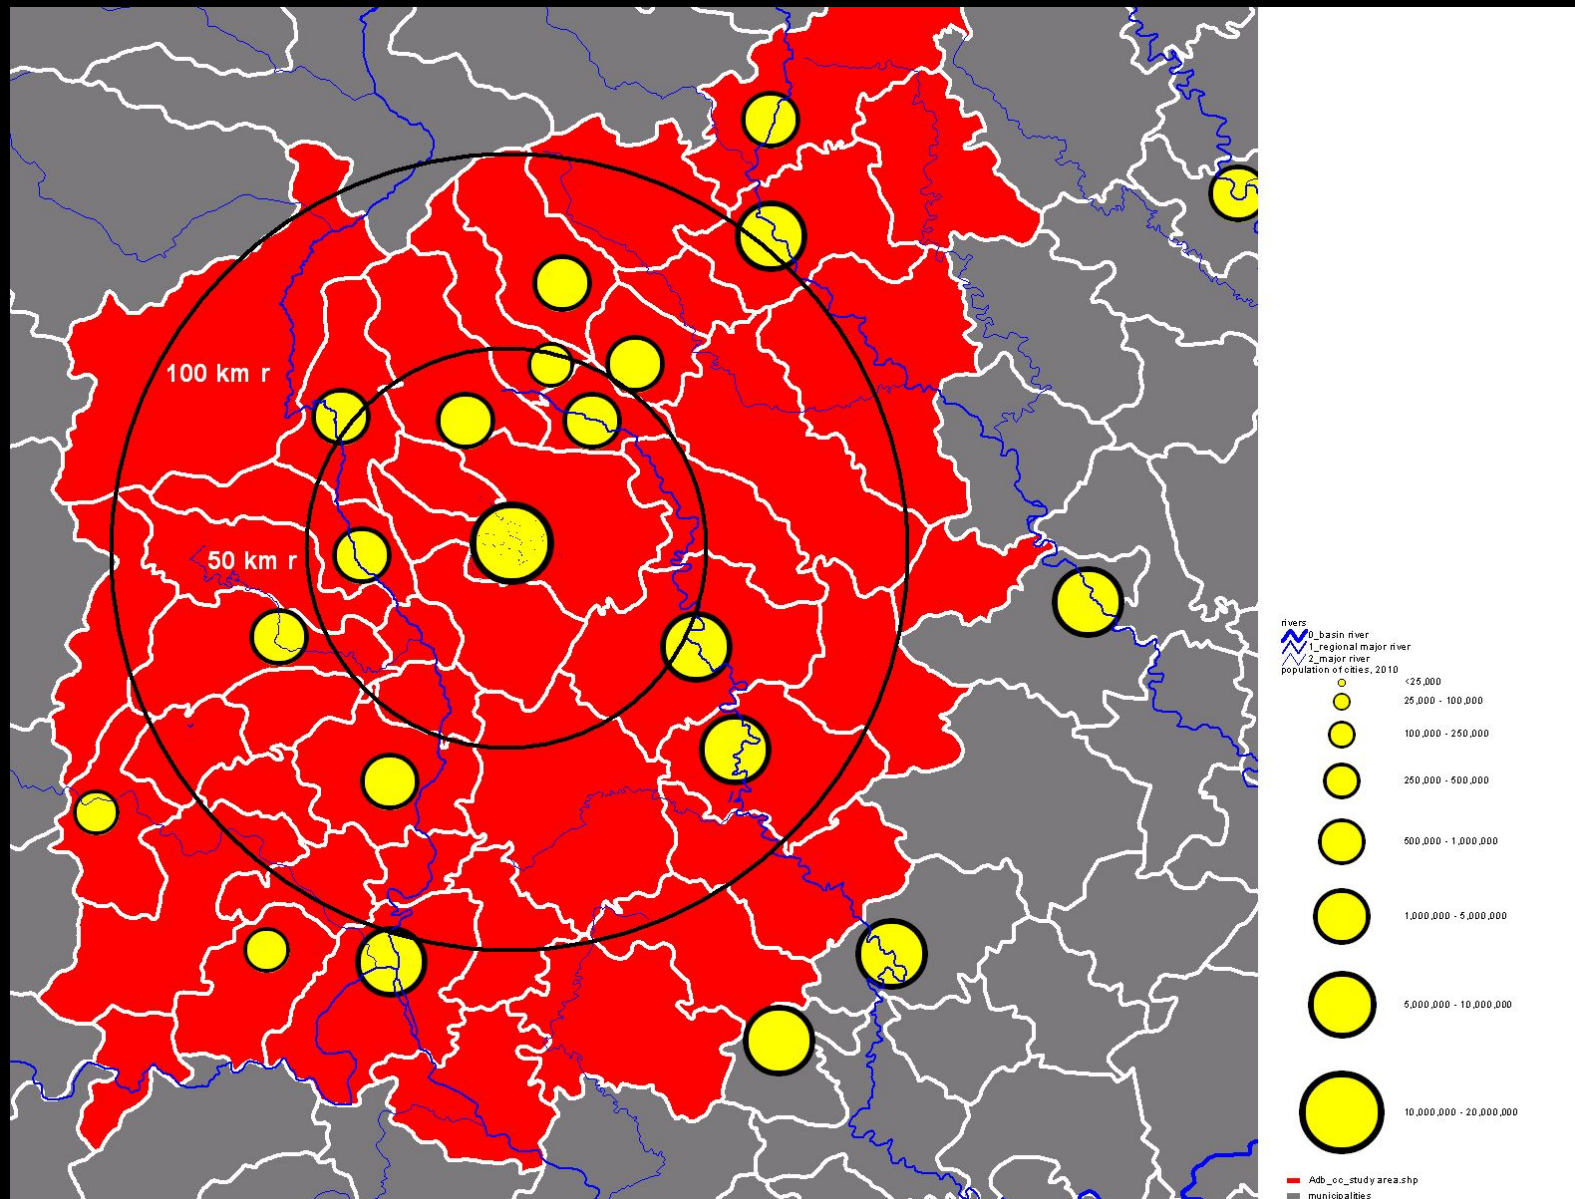 100 km r
50 km r
rivers
0_basin river
1_regional major river
2_major river
population of cities, 2010
<25,000
25,000 - 100,000
100,000 - 250,000
250,000 - 500,000
500,000 - 1,000,000
1,000,000 - 5,000,000
5,000,000 - 10,000,000
10,000,000 - 20,000,000
Adb_cc_study area.shp
municipalities